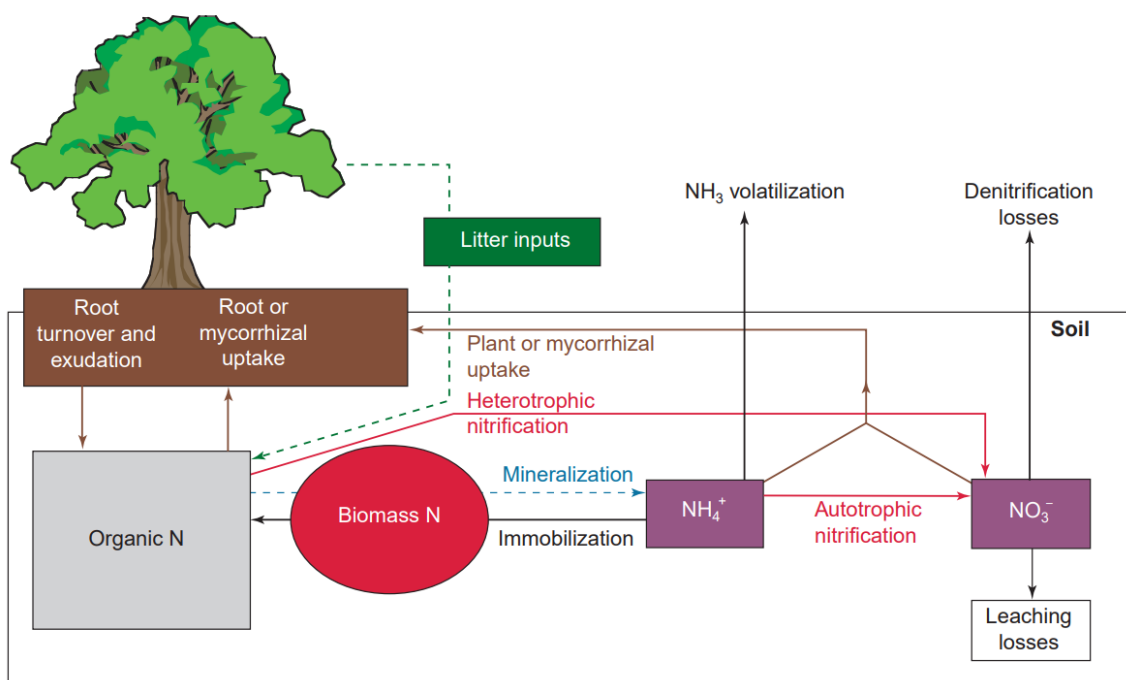 NH₃ volatilization
Denitrification
losses
Litter inputs
Root
turnover and
exudation
Root or
mycorrhizal
uptake
Soil
Plant or mycorrhizal
uptake
Heterotrophic
nitrification
Mineralization
Biomass N
Organic N
Immobilization
NH₄⁺
Autotrophic
nitrification
NO₃⁻
Leaching
losses